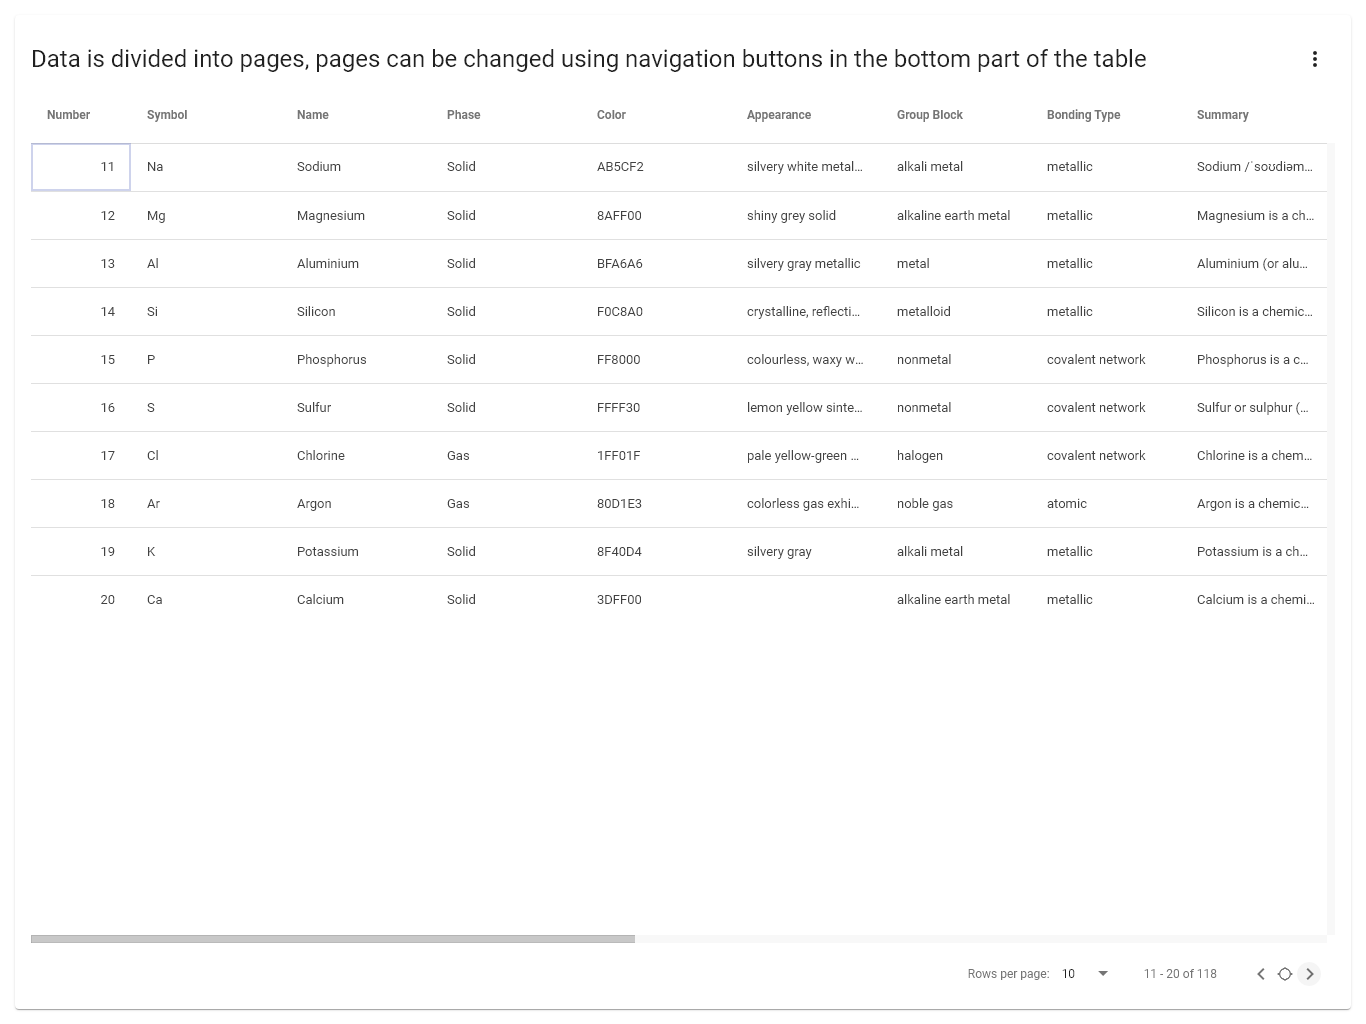 Data is divided into pages, pages can be changed using navigation buttons in the bottom part of the table
Number Symbol Name Phase Color Appearance Group Block Bonding Type Summary
11 Na Sodium Solid AB5CF2 silvery white metal... alkali metal metallic Sodium /ˈsoʊdiəm...
12 Mg Magnesium Solid 8AFF00 shiny grey solid alkaline earth metal metallic Magnesium is a ch...
13 Al Aluminium Solid BFA6A6 silvery gray metallic metal metallic Aluminium (or alu...
14 Si Silicon Solid F0C8A0 crystalline, reflecti... metalloid metallic Silicon is a chemic...
15 P Phosphorus Solid FF8000 colourless, waxy w... nonmetal covalent network Phosphorus is a c...
16 S Sulfur Solid FFFF30 lemon yellow sinte... nonmetal covalent network Sulfur or sulphur (...
17 Cl Chlorine Gas 1FF01F pale yellow-green ... halogen covalent network Chlorine is a chem...
18 Ar Argon Gas 80D1E3 colorless gas exhi... noble gas atomic Argon is a chemic...
19 K Potassium Solid 8F40D4 silvery gray alkali metal metallic Potassium is a ch...
20 Ca Calcium Solid 3DFF00 alkaline earth metal metallic Calcium is a chemi...
Rows per page: 10 11 - 20 of 118